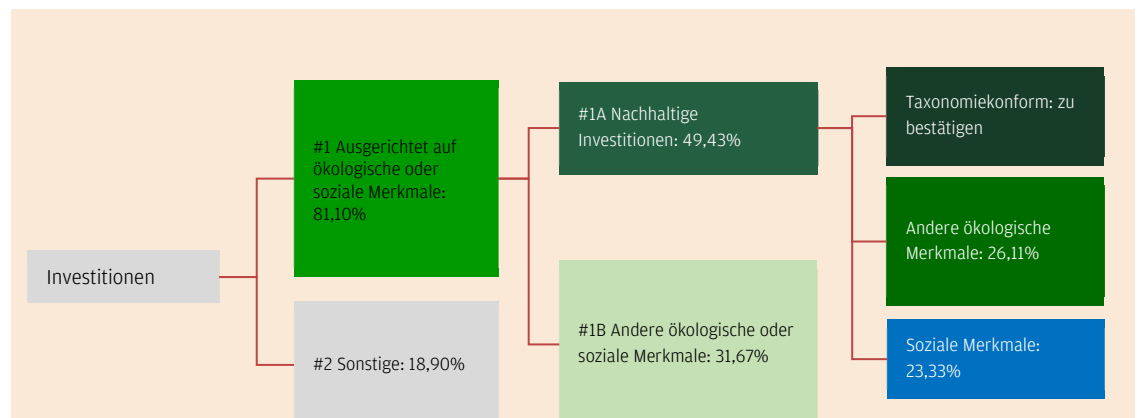 Investitionen
#1 Ausgerichtet auf
ökologische oder
soziale Merkmale:
81,10%
#2 Sonstige: 18,90%
#1A Nachhaltige
Investitionen: 49,43%
#1B Andere ökologische oder
soziale Merkmale: 31,67%
Taxonomiekonform: zu
bestätigen
Andere ökologische
Merkmale: 26,11%
Soziale Merkmale:
23,33%